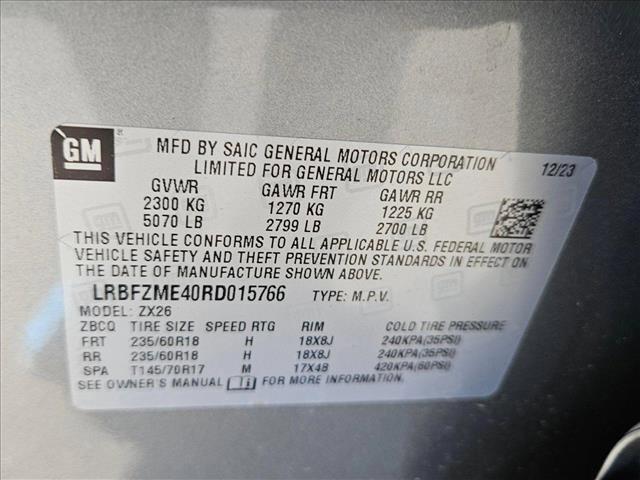 GM
MFD BY SAIC GENERAL MOTORS CORPORATION
LIMITED FOR GENERAL MOTORS LLC
12/23
GVWR GAWR FRT GAWR RR
2300 KG 1270 KG 1225 KG
5070 LB 2799 LB 2700 LB
THIS VEHICLE CONFORMS TO ALL APPLICABLE U.S. FEDERAL MOTOR
VEHICLE SAFETY AND THEFT PREVENTION STANDARDS IN EFFECT ON
THE DATE OF MANUFACTURE SHOWN ABOVE.
LRBFZME40RD015766 TYPE: M.P.V.
MODEL: ZX26
ZBCQ TIRE SIZE SPEED RTG RIM COLD TIRE PRESSURE
FRT 235/60R18 H 18X8J 240KPA(35PSI)
RR 235/60R18 H 18X8J 240KPA(35PSI)
SPA T145/70R17 M 17X4B 420KPA(60PSI)
SEE OWNER'S MANUAL FOR MORE INFORMATION.